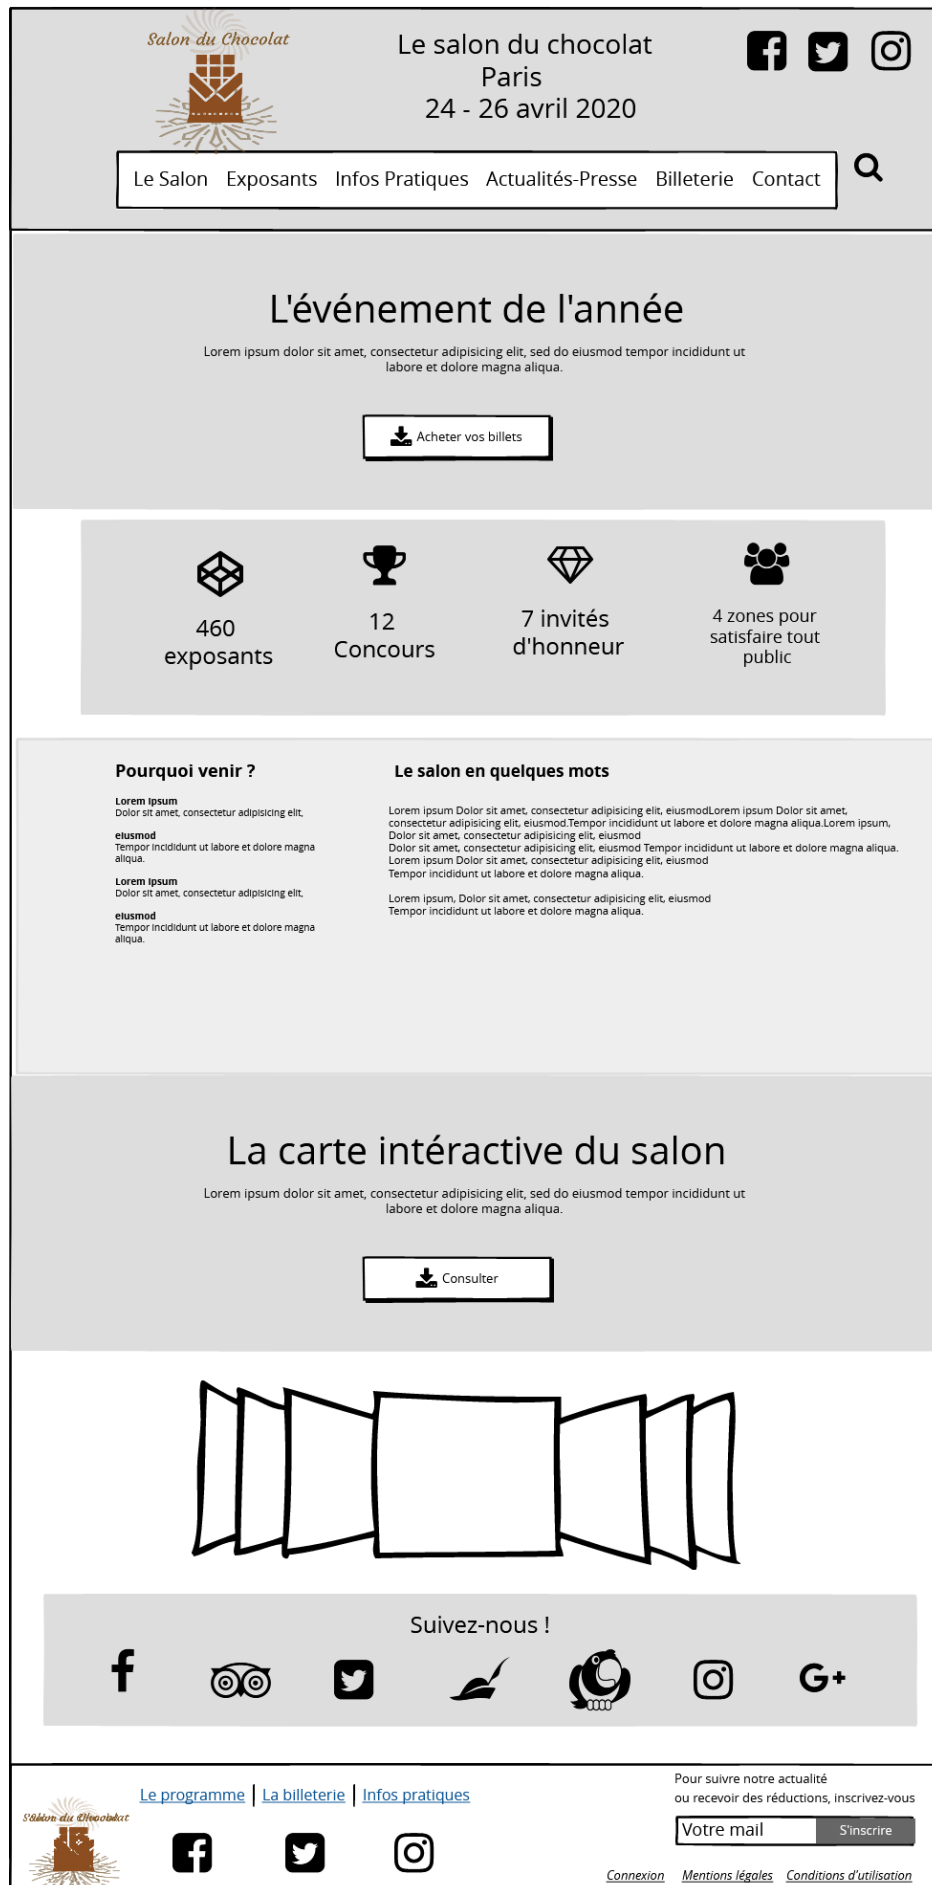 Salon du Chocolat
Le salon du chocolat
Paris
24 - 26 avril 2020
Le Salon Exposants Infos Pratiques Actualités-Presse Billeterie Contact
L'événement de l'année
Lorem ipsum dolor sit amet, consectetur adipisicing elit, sed do eiusmod tempor incididunt ut
labore et dolore magna aliqua.
Acheter vos billets
460
exposants
12
Concours
7 invités
d'honneur
4 zones pour
satisfaire tout
public
Pourquoi venir ?
Lorem Ipsum
Dolor sit amet, consectetur adipisicing elit,
eiusmod
Tempor incididunt ut labore et dolore magna
aliqua.
Lorem Ipsum
Dolor sit amet, consectetur adipisicing elit,
eiusmod
Tempor incididunt ut labore et dolore magna
aliqua.
Le salon en quelques mots
Lorem ipsum Dolor sit amet, consectetur adipisicing elit, eiusmodLorem ipsum Dolor sit amet,
consectetur adipisicing elit, eiusmod.Tempor incididunt ut labore et dolore magna aliqua.Lorem ipsum,
Dolor sit amet, consectetur adipisicing elit, eiusmod
Dolor sit amet, consectetur adipisicing elit, eiusmod Tempor incididunt ut labore et dolore magna aliqua.
Lorem ipsum Dolor sit amet, consectetur adipisicing elit, eiusmod
Tempor incididunt ut labore et dolore magna aliqua.
Lorem ipsum, Dolor sit amet, consectetur adipisicing elit, eiusmod
Tempor incididunt ut labore et dolore magna aliqua.
La carte intéractive du salon
Lorem ipsum dolor sit amet, consectetur adipisicing elit, sed do eiusmod tempor incididunt ut
labore et dolore magna aliqua.
Consulter
Suivez-nous !
G+
Salon du Chocolat
Le programme | La billeterie | Infos pratiques
Pour suivre notre actualité
ou recevoir des réductions, inscrivez-vous
Votre mail S'inscrire
Connexion Mentions légales Conditions d'utilisation